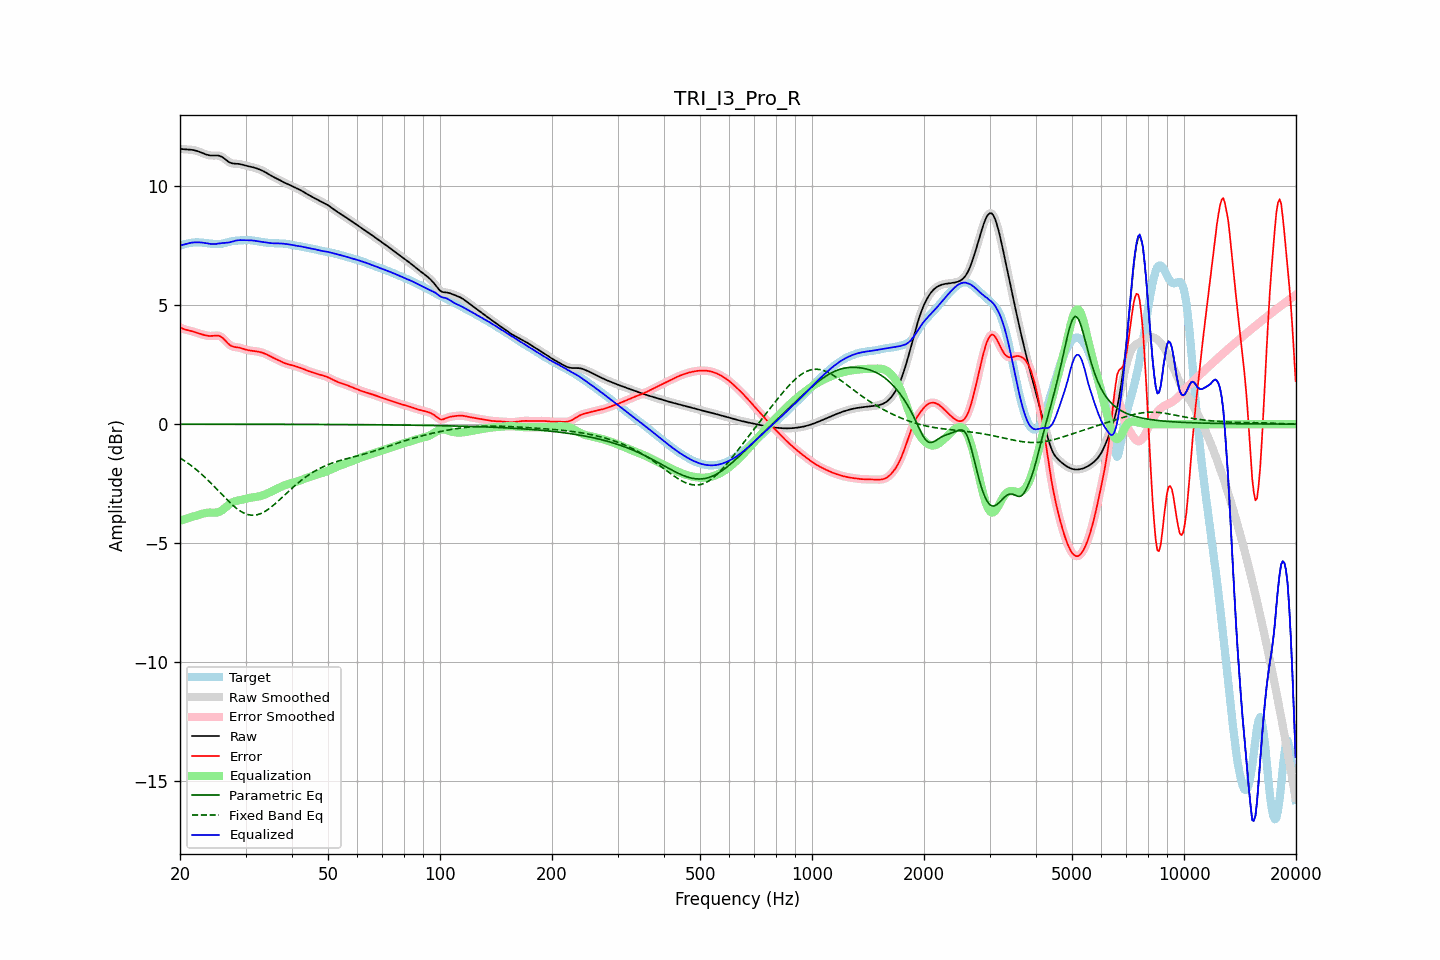 TRI_I3_Pro_R
Amplitude (dBr)
10
5
0
−5
−10
−15
Target
Raw Smoothed
Error Smoothed
Raw
Error
Equalization
Parametric Eq
Fixed Band Eq
Equalized
20 50 100 200 500 1000 2000 5000 10000 20000
Frequency (Hz)